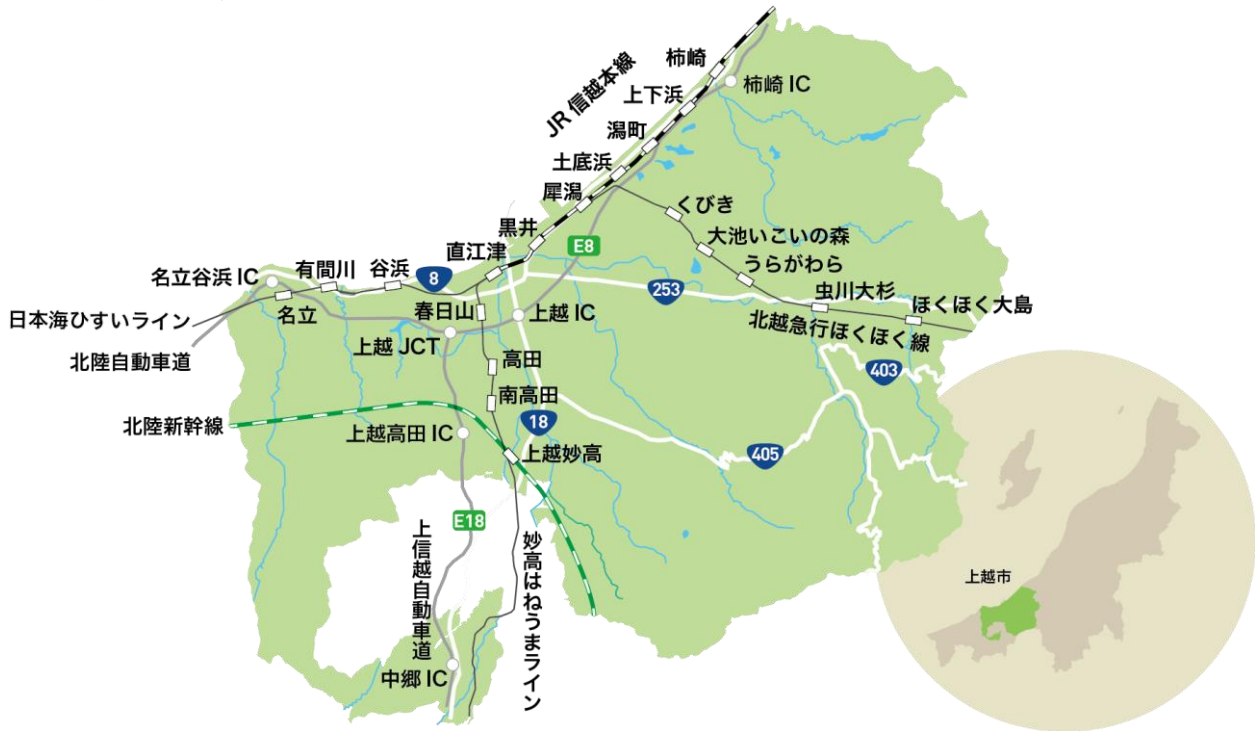 柿崎
柿崎 IC
JR 信越本線
上下浜
潟町
土底浜
犀潟
くびき
黒井
E8
大池いこいの森
直江津
うらがわら
名立谷浜 IC
有間川
谷浜
8
253
虫川大杉
ほくほく大島
日本海ひすいライン
名立
春日山
上越 IC
北越急行ほくほく線
北陸自動車道
上越 JCT
高田
403
南高田
北陸新幹線
上越高田 IC
18
上越妙高
405
E18
上信越自動車道
妙高はねうまライン
中郷 IC
上越市